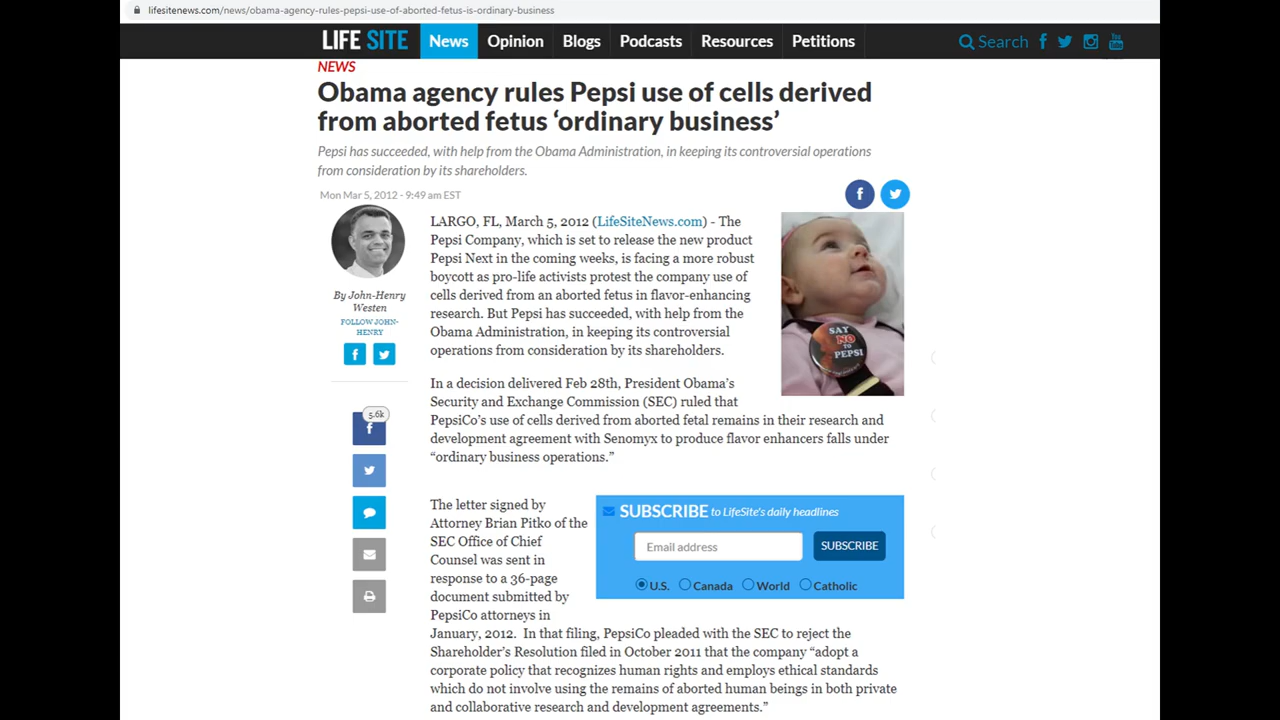 lifesitenews.com/news/obama-agency-rules-pepsi-use-of-aborted-fetus-is-ordinary-business
LIFE SITE News Opinion Blogs Podcasts Resources Petitions Search
NEWS
Obama agency rules Pepsi use of cells derived
from aborted fetus ‘ordinary business’
Pepsi has succeeded, with help from the Obama Administration, in keeping its controversial operations
from consideration by its shareholders.
Mon Mar 5, 2012 - 9:49 am EST
By John-Henry
Westen
FOLLOW JOHN-
HENRY
5.6k
LARGO, FL, March 5, 2012 (LifeSiteNews.com) - The
Pepsi Company, which is set to release the new product
Pepsi Next in the coming weeks, is facing a more robust
boycott as pro-life activists protest the company use of
cells derived from an aborted fetus in flavor-enhancing
research. But Pepsi has succeeded, with help from the
Obama Administration, in keeping its controversial
operations from consideration by its shareholders.
SAY
NO
TO
PEPSI
In a decision delivered Feb 28th, President Obama’s
Security and Exchange Commission (SEC) ruled that
PepsiCo’s use of cells derived from aborted fetal remains in their research and
development agreement with Senomyx to produce flavor enhancers falls under
“ordinary business operations.”
The letter signed by
Attorney Brian Pitko of the
SEC Office of Chief
Counsel was sent in
response to a 36-page
document submitted by
PepsiCo attorneys in
January, 2012. In that filing, PepsiCo pleaded with the SEC to reject the
Shareholder’s Resolution filed in October 2011 that the company “adopt a
corporate policy that recognizes human rights and employs ethical standards
which do not involve using the remains of aborted human beings in both private
and collaborative research and development agreements.”
SUBSCRIBE to LifeSite's daily headlines
Email address SUBSCRIBE
U.S. Canada World Catholic